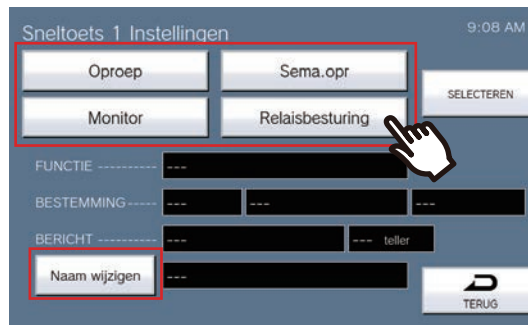 Sneltoets 1 Instellingen 9:08 AM
Oproep Sema.opr
SELECTEREN
Monitor Relaisbesturing
FUNCTIE ---------- ---
BESTEMMING----- --- --- ---
BERICHT ---------- --- --- teller
Naam wijzigen ---
TERUG